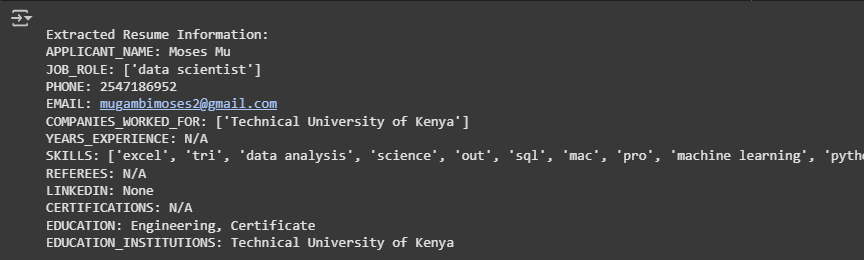 Extracted Resume Information:
APPLICANT_NAME: Moses Mu
JOB_ROLE: ['data scientist']
PHONE: 2547186952
EMAIL: mugambimoses2@gmail.com
COMPANIES_WORKED_FOR: ['Technical University of Kenya']
YEARS_EXPERIENCE: N/A
SKILLS: ['excel', 'tri', 'data analysis', 'science', 'out', 'sql', 'mac', 'pro', 'machine learning', 'pytho
REFEREES: N/A
LINKEDIN: None
CERTIFICATIONS: N/A
EDUCATION: Engineering, Certificate
EDUCATION_INSTITUTIONS: Technical University of Kenya